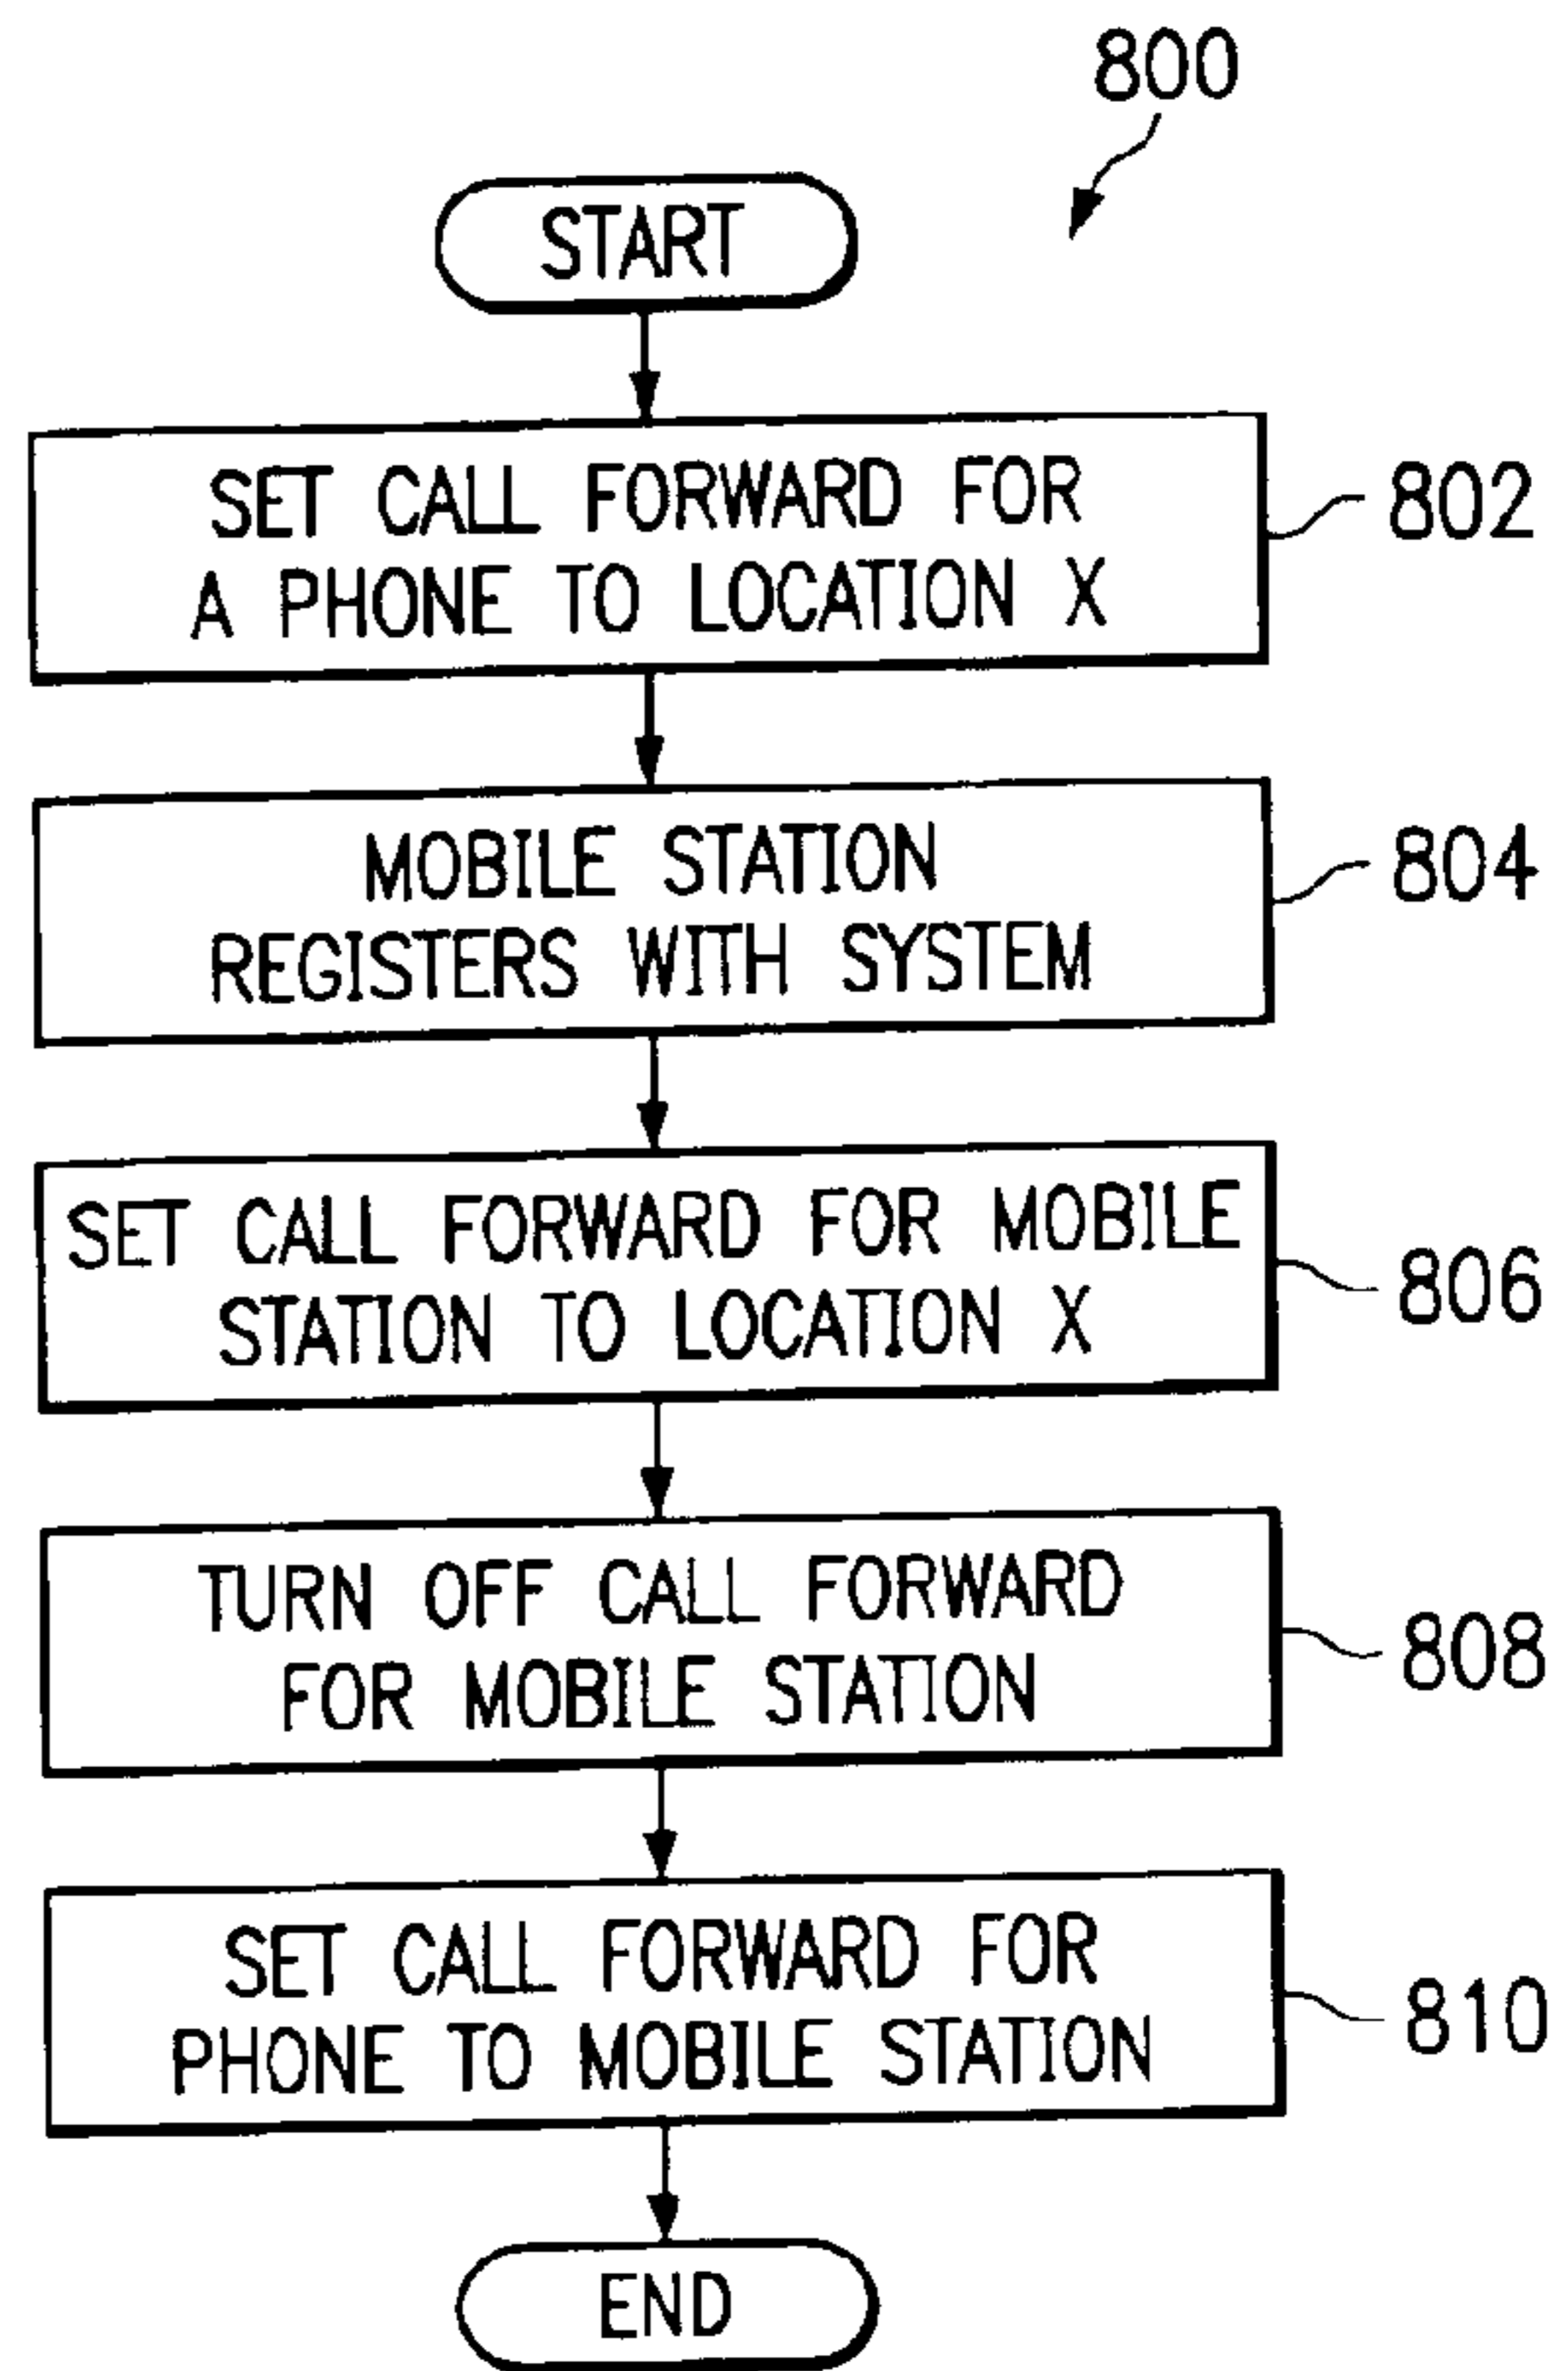 800
START
SET CALL FORWARD FOR
A PHONE TO LOCATION X
802
MOBILE STATION
REGISTERS WITH SYSTEM
804
SET CALL FORWARD FOR MOBILE
STATION TO LOCATION X
806
TURN OFF CALL FORWARD
FOR MOBILE STATION
808
SET CALL FORWARD FOR
PHONE TO MOBILE STATION
810
END